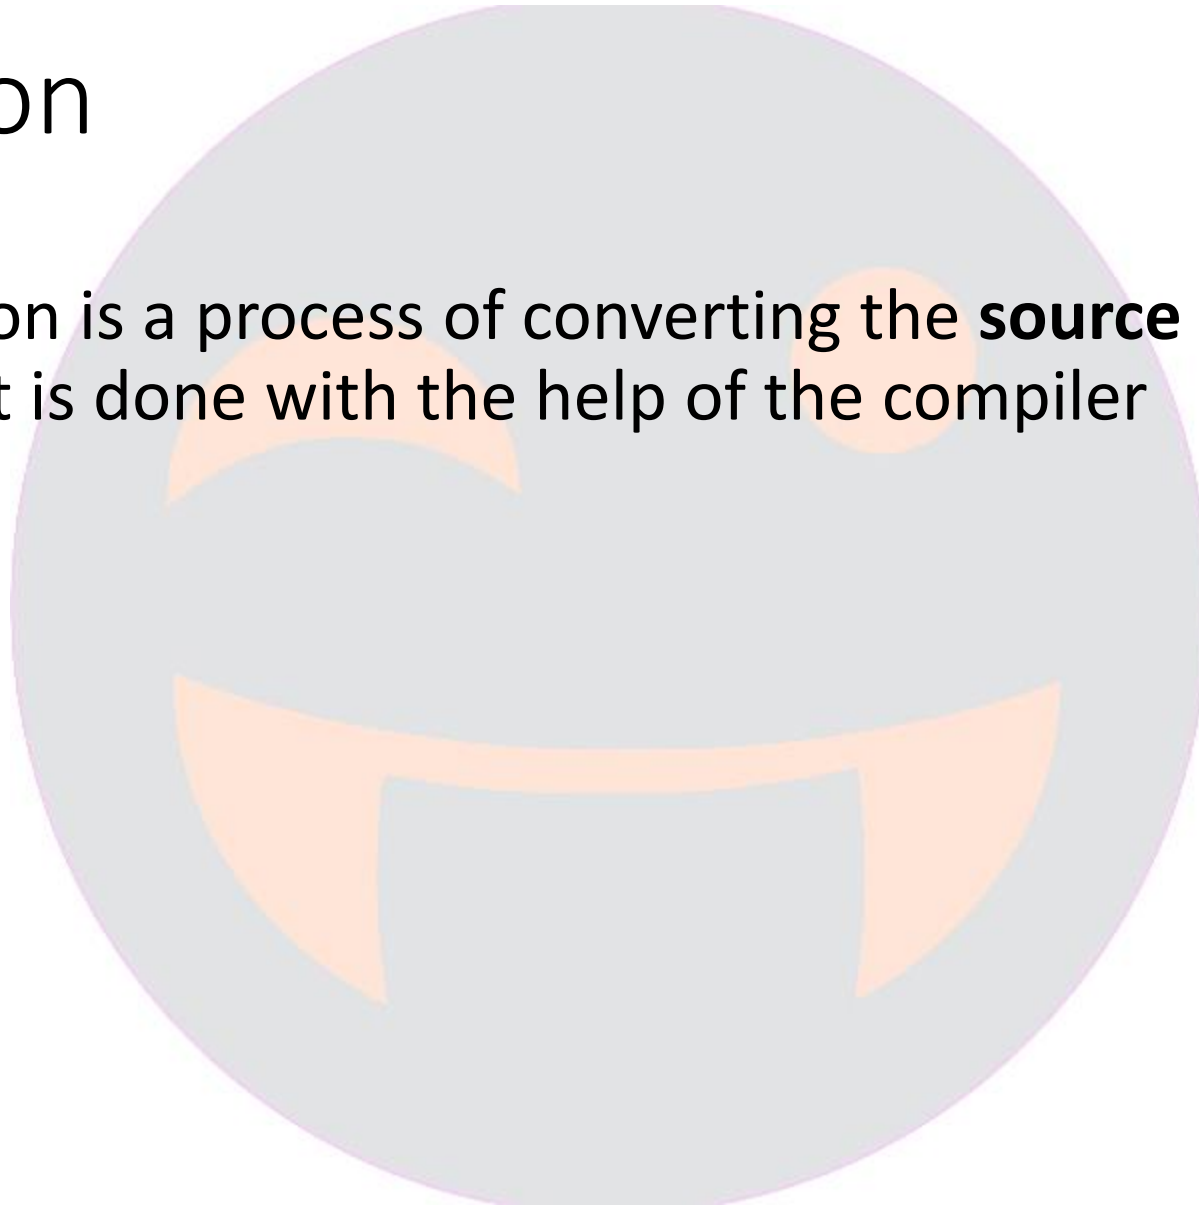 on
on is a process of converting the source
t is done with the help of the compiler